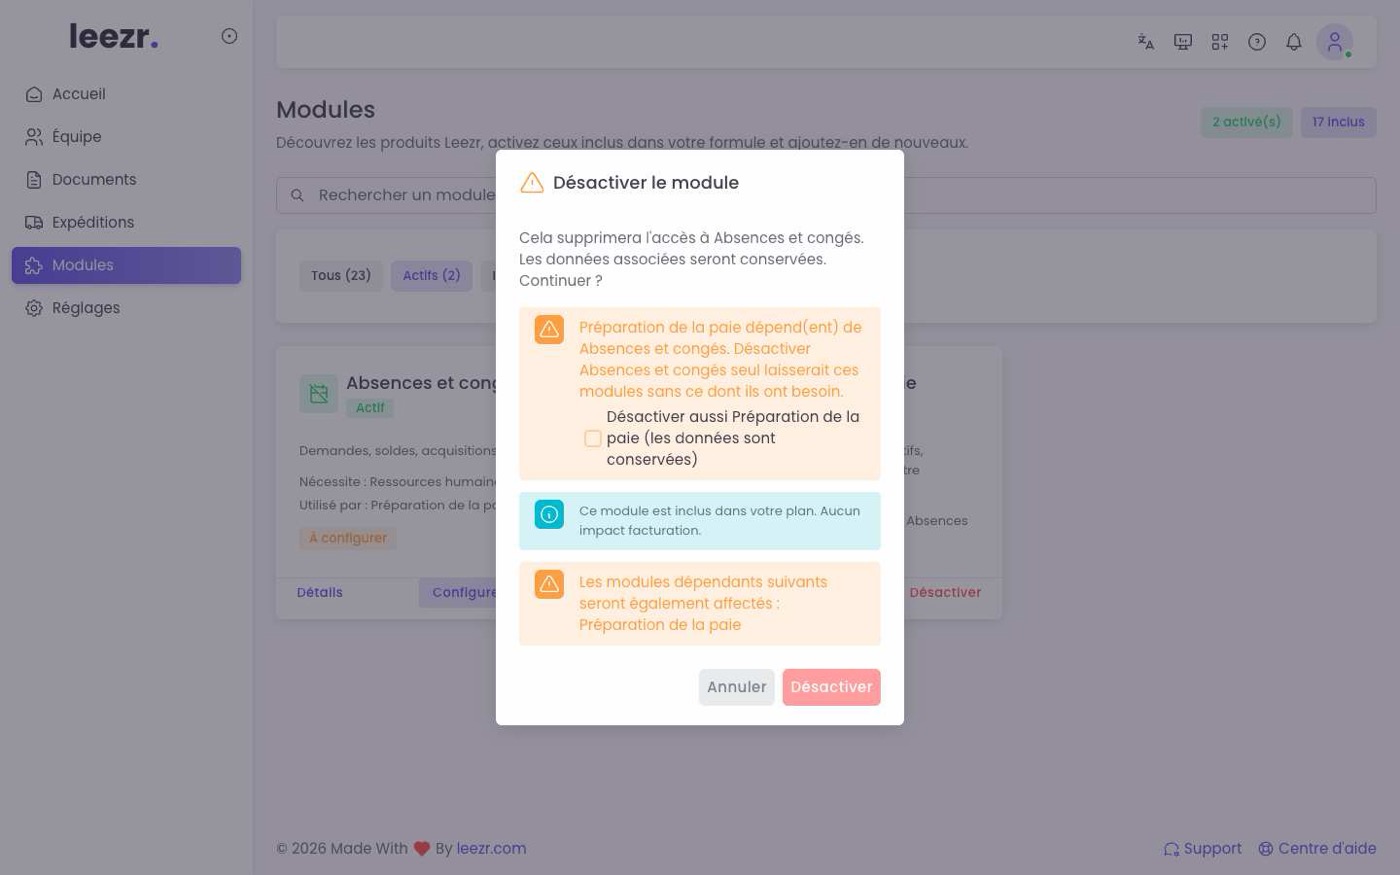 leezr.
Accueil
Équipe
Documents
Expéditions
Modules
Réglages
Modules
Découvrez les produits Leezr, activez ceux inclus dans votre formule et ajoutez-en de nouveaux.
2 activé(s)
17 inclus
Rechercher un module
Tous (23)
Actifs (2)
Absences et cong
Actif
Demandes, soldes, acquisitions
Nécessite : Ressources humain
Utilisé par : Préparation de la pa
À configurer
Détails
Configure
tifs,
tre
Absences
Désactiver
Désactiver le module
Cela supprimera l'accès à Absences et congés.
Les données associées seront conservées.
Continuer ?
Préparation de la paie dépend(ent) de
Absences et congés. Désactiver
Absences et congés seul laisserait ces
modules sans ce dont ils ont besoin.
Désactiver aussi Préparation de la
paie (les données sont
conservées)
Ce module est inclus dans votre plan. Aucun
impact facturation.
Les modules dépendants suivants
seront également affectés :
Préparation de la paie
Annuler
Désactiver
© 2026 Made With By leezr.com
Support
Centre d'aide